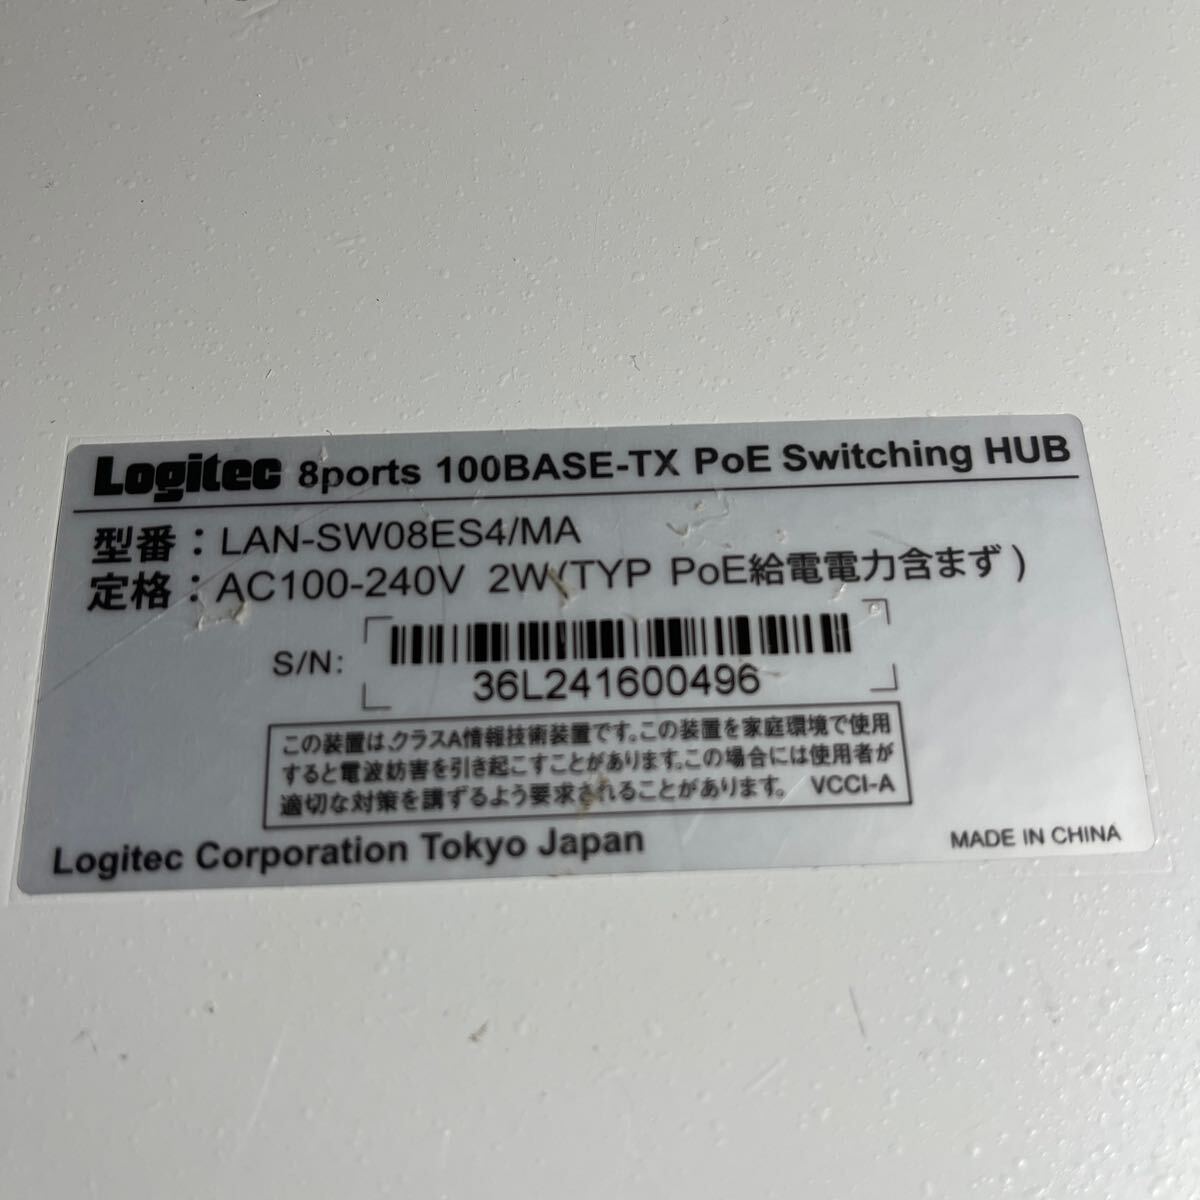 Logitec 8ports 100BASE-TX PoE Switching HUB
型番：LAN-SW08ES4/MA
定格：AC100-240V 2W(TYP PoE給電電力含まず)
S/N:
36L241600496
この装置は､クラスA情報技術装置です｡この装置を家庭環境で使用
すると電波妨害を引き起こすことがあります｡この場合には使用者が
適切な対策を講ずるよう要求されることがあります｡ VCCI-A
Logitec Corporation Tokyo Japan
MADE IN CHINA